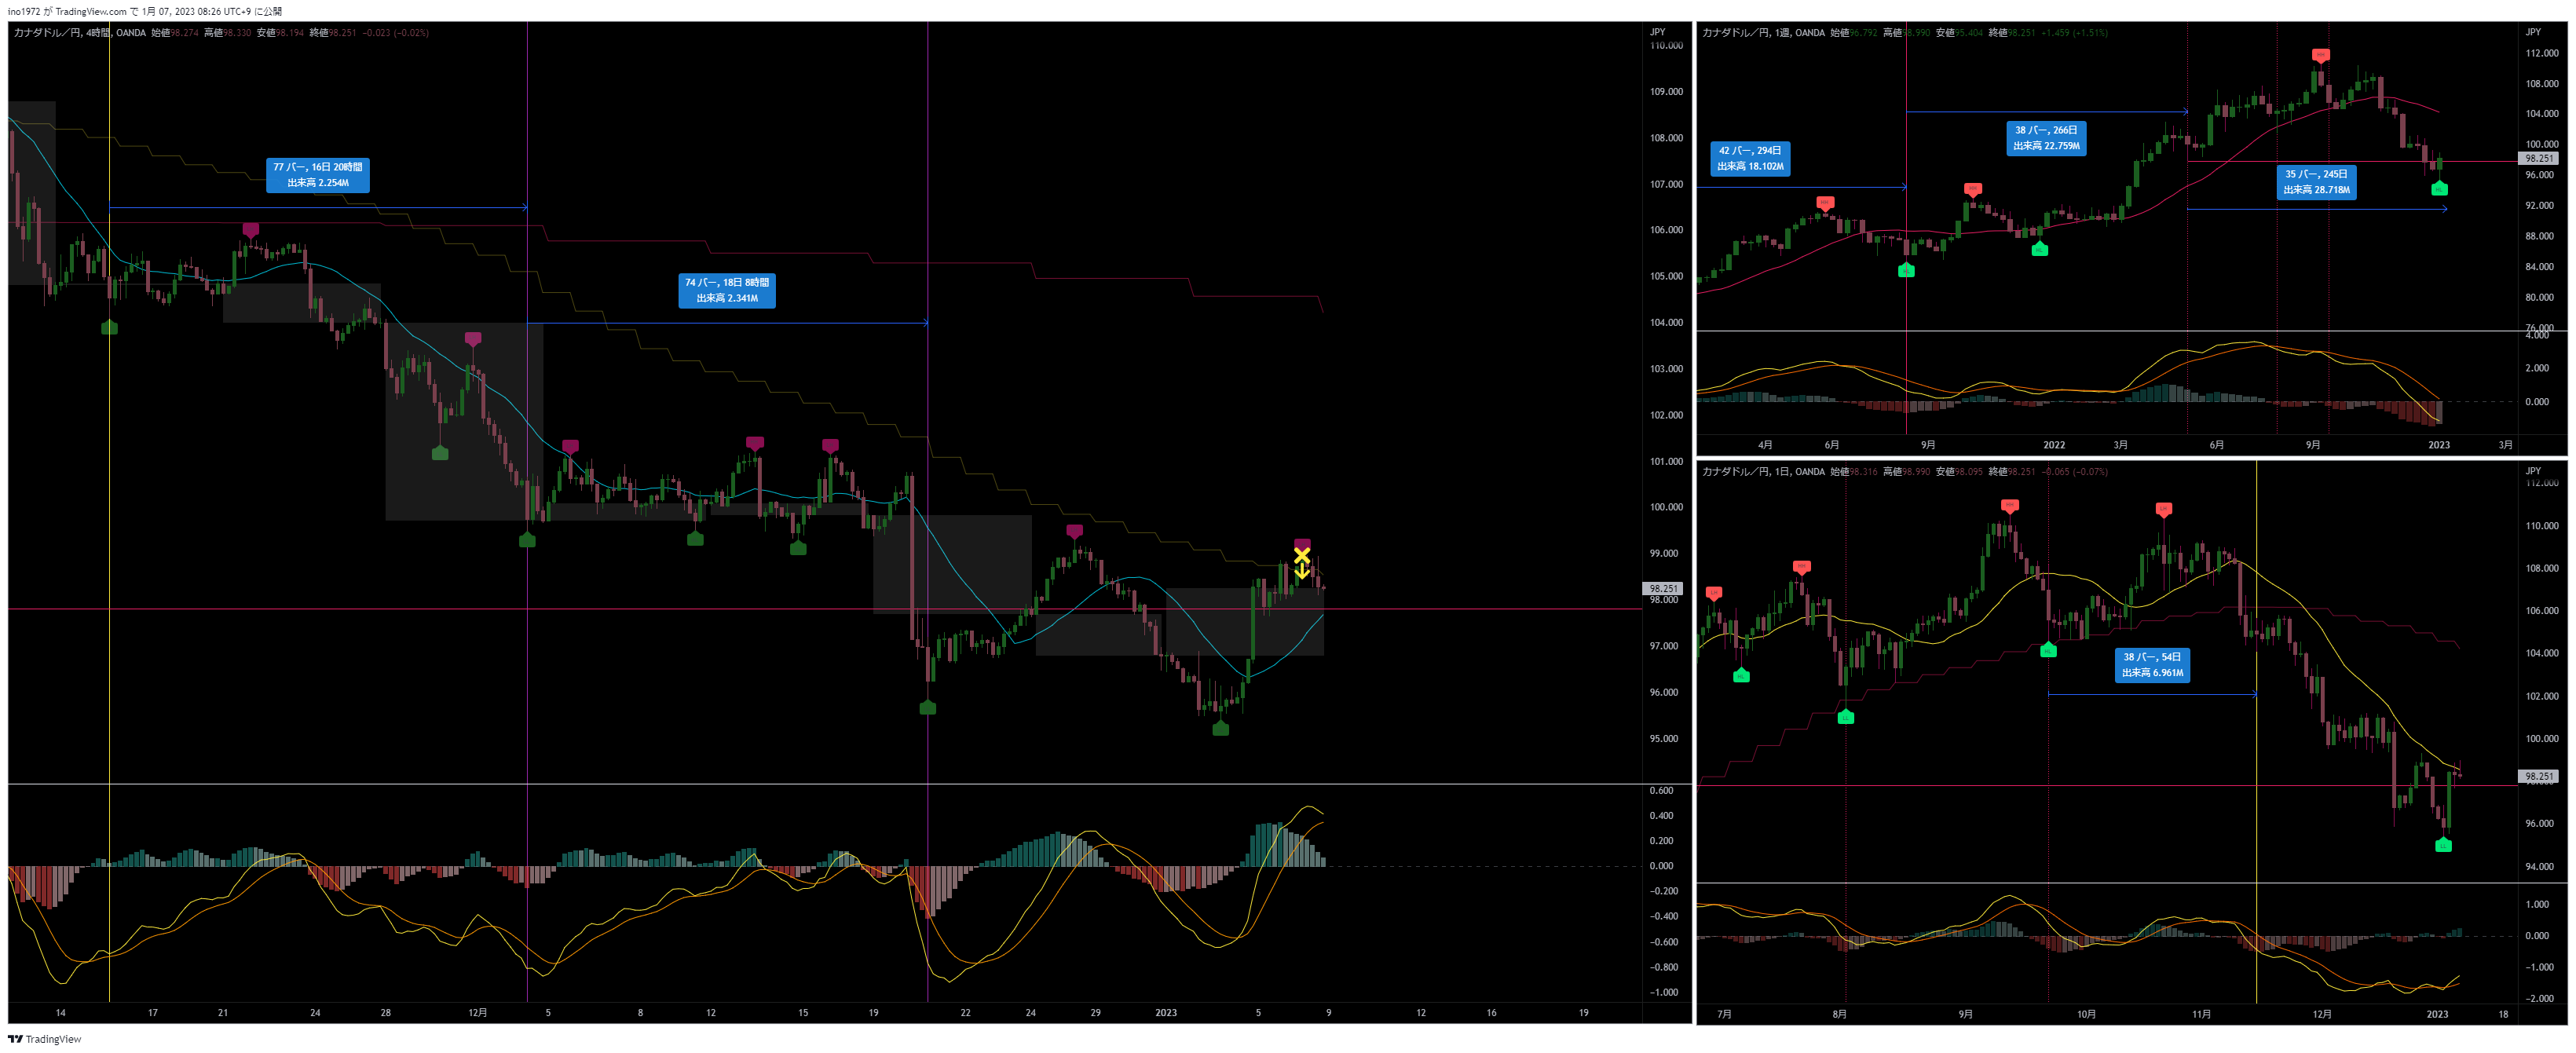 ino1972 が TradingView.com で 1月 07, 2023 08:26 UTC+9 に公開
カナダドル／円, 4時間, OANDA 始値98.274 高値98.330 安値98.194 終値98.251 −0.023 (−0.02%)
JPY
110.000
109.000
108.000
107.000
106.000
105.000
104.000
103.000
102.000
101.000
100.000
99.000
98.251
98.000
97.000
96.000
95.000
77 バー, 16日 20時間
出来高 2.254M
74 バー, 18日 8時間
出来高 2.341M
0.600
0.400
0.200
0.000
−0.200
−0.400
−0.600
−0.800
−1.000
14 17 21 24 28 12月 5 8 12 15 19 22 24 29 2023 5 9 12 16 19
カナダドル／円, 1週, OANDA 始値96.792 高値98.990 安値95.404 終値98.251 +1.459 (+1.51%)
JPY
112.000
108.000
104.000
100.000
98.251
96.000
92.000
88.000
84.000
80.000
76.000
42 バー, 294日
出来高 18.102M
38 バー, 266日
出来高 22.759M
35 バー, 245日
出来高 28.718M
4.000
2.000
0.000
4月 6月 9月 2022 3月 6月 9月 2023 3月
カナダドル／円, 1日, OANDA 始値98.316 高値98.990 安値98.095 終値98.251 −0.065 (−0.07%)
JPY
112.000
110.000
108.000
106.000
104.000
102.000
100.000
98.251
96.000
94.000
38 バー, 54日
出来高 6.961M
1.000
0.000
−1.000
−2.000
7月 8月 9月 10月 11月 12月 2023 18
TradingView